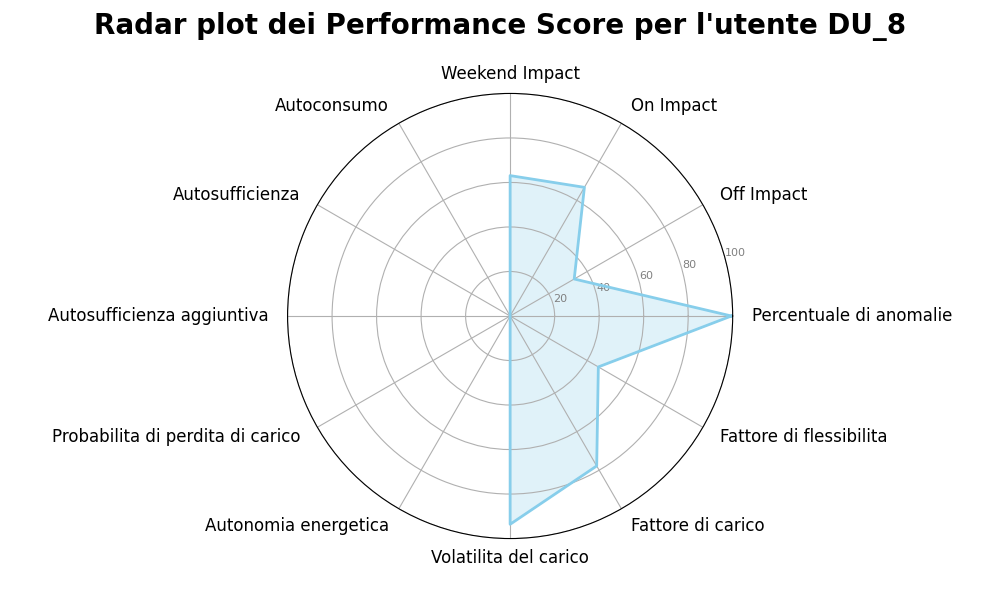 Radar plot dei Performance Score per l'utente DU_8
Weekend Impact
Autoconsumo
On Impact
Autosufficienza
Off Impact
100
80
60
40
20
Autosufficienza aggiuntiva
Percentuale di anomalie
Probabilita di perdita di carico
Fattore di flessibilita
Autonomia energetica
Fattore di carico
Volatilita del carico